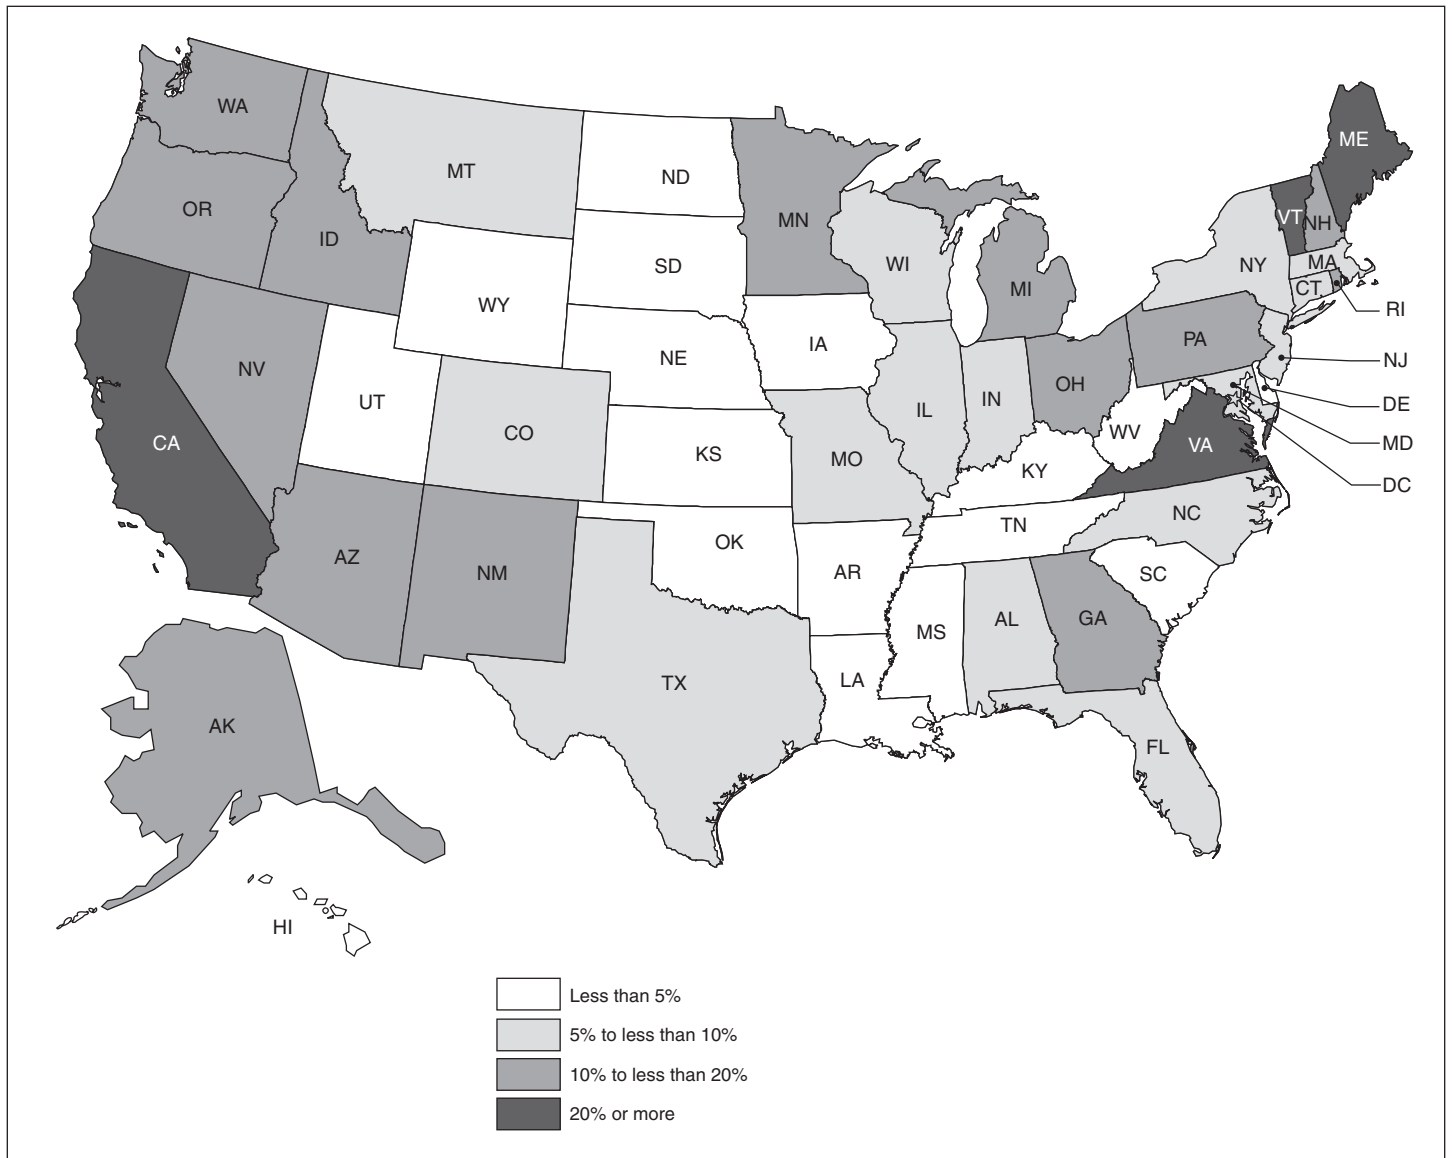 WA
ME
MT
ND
OR
MN
VT
NH
ID
SD
WI
NY
MA
CT
WY
MI
RI
IA
PA
NE
NV
NJ
UT
OH
IN
DE
IL
CO
WV
MD
CA
VA
KS
MO
KY
DC
NC
TN
OK
AZ
NM
AR
SC
AL
GA
MS
LA
TX
AK
FL
HI
Less than 5%
5% to less than 10%
10% to less than 20%
20% or more